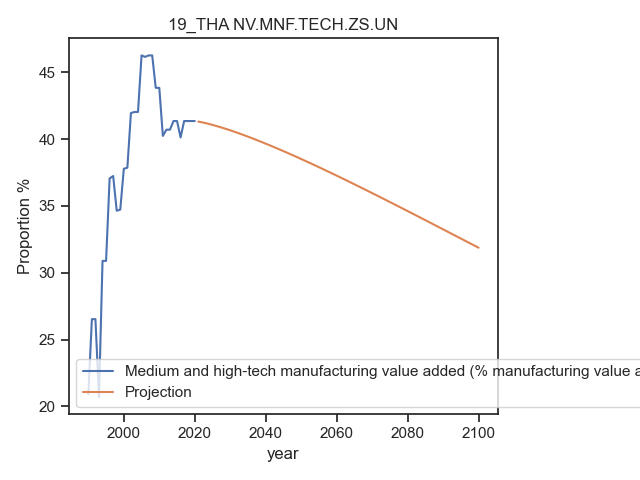 19_THA NV.MNF.TECH.ZS.UN
Proportion %
45
40
35
30
25
20
Medium and high-tech manufacturing value added (% manufacturing value
Projection
2000
2020
2040
2060
2080
2100
year